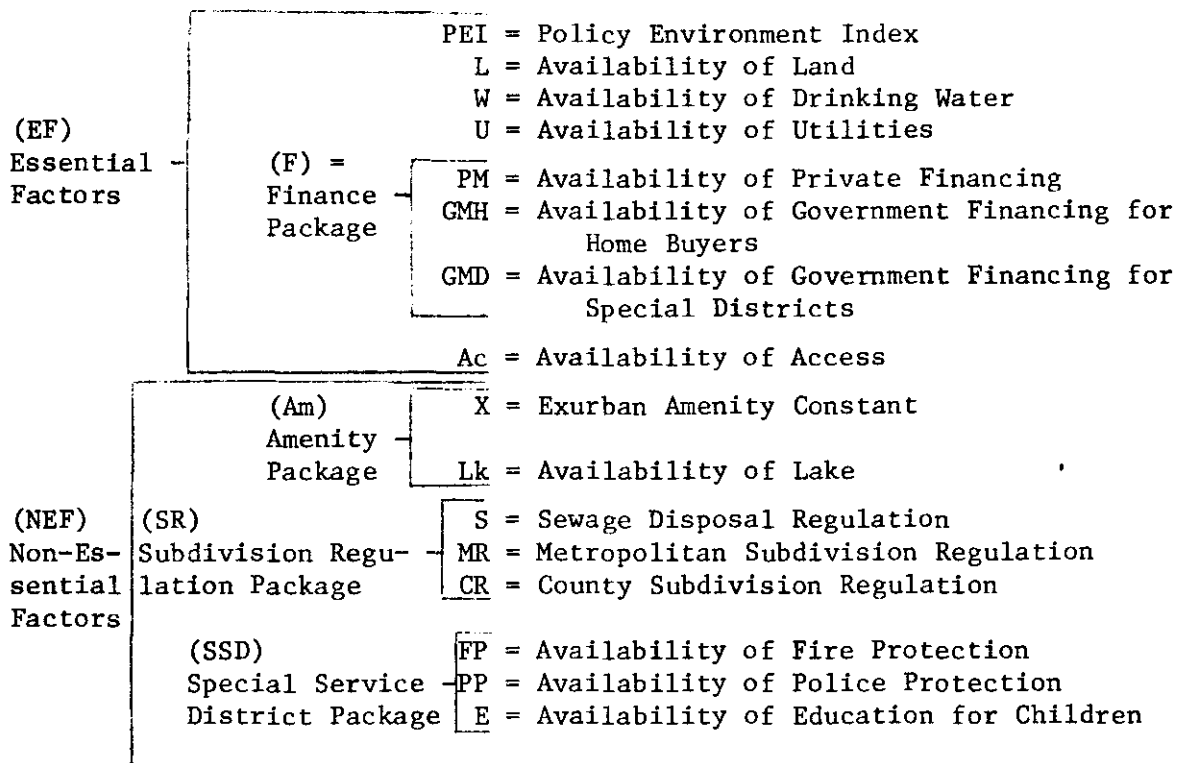 PEI = Policy Environment Index
L = Availability of Land
W = Availability of Drinking Water
(EF) U = Availability of Utilities
Essential (F) =
Factors Finance PM = Availability of Private Financing
Package GMH = Availability of Government Financing for
Home Buyers
GMD = Availability of Government Financing for
Special Districts
Ac = Availability of Access
(Am) X = Exurban Amenity Constant
Amenity
Package Lk = Availability of Lake
(NEF) (SR) S = Sewage Disposal Regulation
Non-Es- Subdivision Regu- MR = Metropolitan Subdivision Regulation
sential lation Package CR = County Subdivision Regulation
Factors
(SSD) FP = Availability of Fire Protection
Special Service PP = Availability of Police Protection
District Package E = Availability of Education for Children